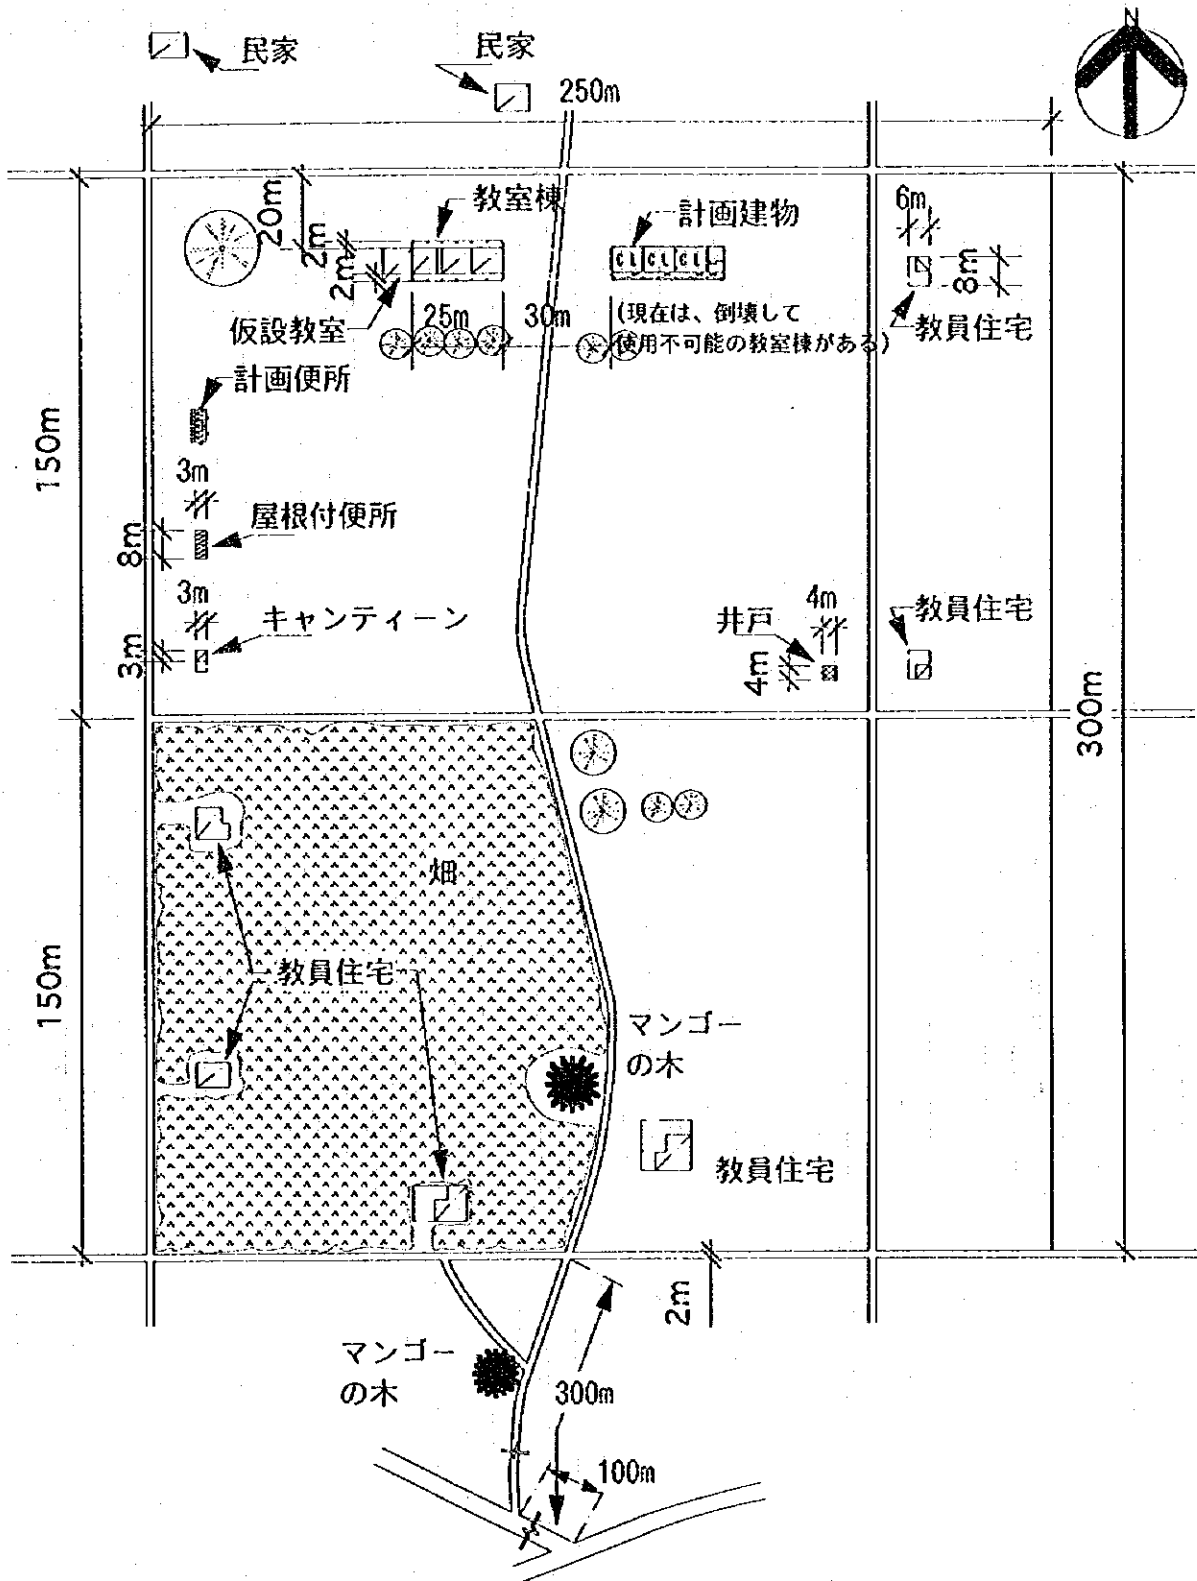 N
民家
民家
250m
20m
2m
2m
教室棟
計画建物
CL CL CL
6m
8m
仮設教室
25m
30m
(現在は、倒壊して
使用不可能の教室棟がある)
教員住宅
計画便所
150m
3m
屋根付便所
8m
3m
キャンティーン
3m
井戸
4m
4m
教員住宅
300m
畑
150m
教員住宅
マンゴー
の木
教員住宅
2m
マンゴー
の木
300m
100m